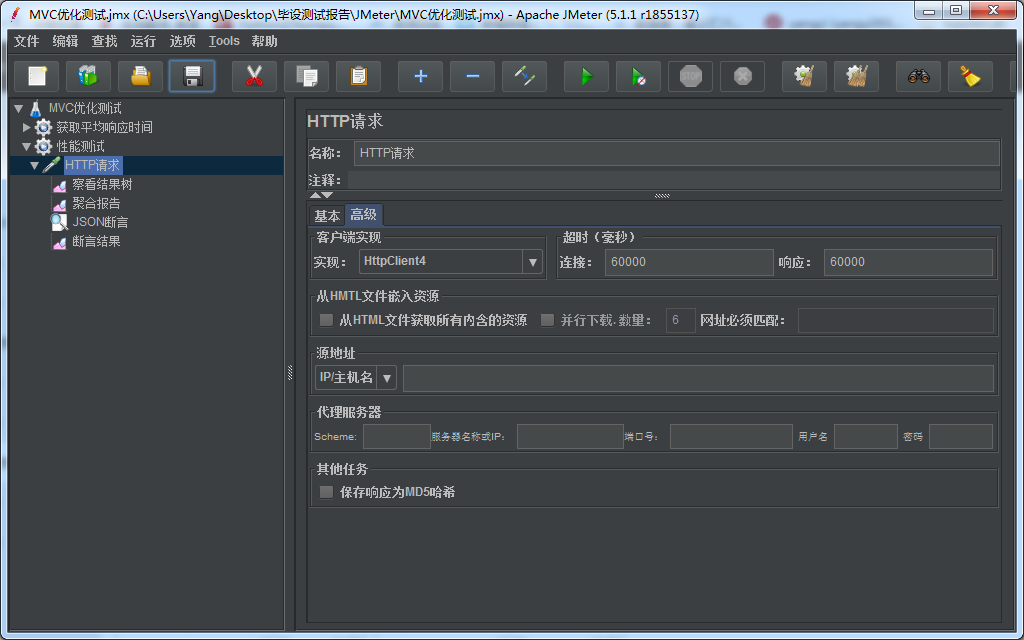 MVC优化测试.jmx (C:\Users\Yang\Desktop\毕设测试报告\JMeter\MVC优化测试.jmx) - Apache JMeter (5.1.1 r1855137)
文件 编辑 查找 运行 选项 Tools 帮助
STOP
MVC优化测试
获取平均响应时间
性能测试
HTTP请求
察看结果树
聚合报告
JSON断言
断言结果
HTTP请求
名称： HTTP请求
注释：
基本 高级
客户端实现 超时（毫秒）
实现： HttpClient4 连接： 60000 响应： 60000
从HMTL文件嵌入资源
从HTML文件获取所有内含的资源 并行下载.数量： 6 网址必须匹配：
源地址
IP/主机名
代理服务器
Scheme: 服务器名称或IP： 端口号： 用户名 密码
其他任务
保存响应为MD5哈希